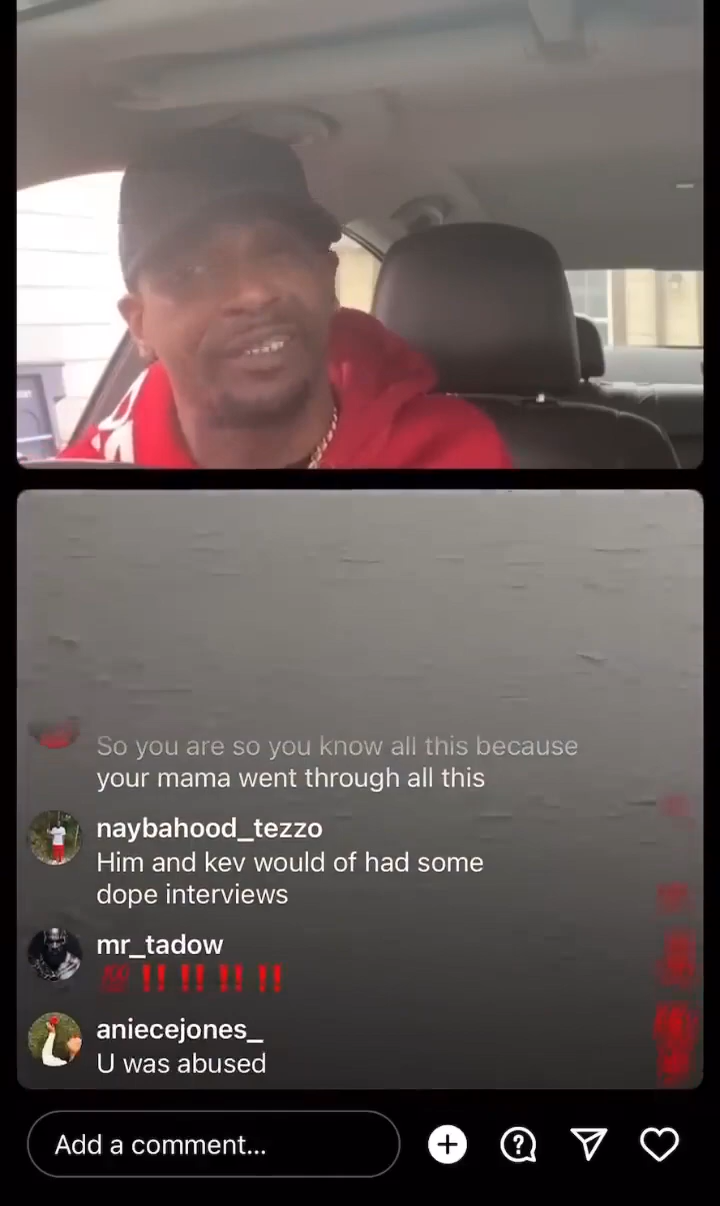 So you are so you know all this because
your mama went through all this
naybahood_tezzo
Him and kev would of had some
dope interviews
mr_tadow
💯‼️‼️‼️‼️
aniecejones_
U was abused
Add a comment...